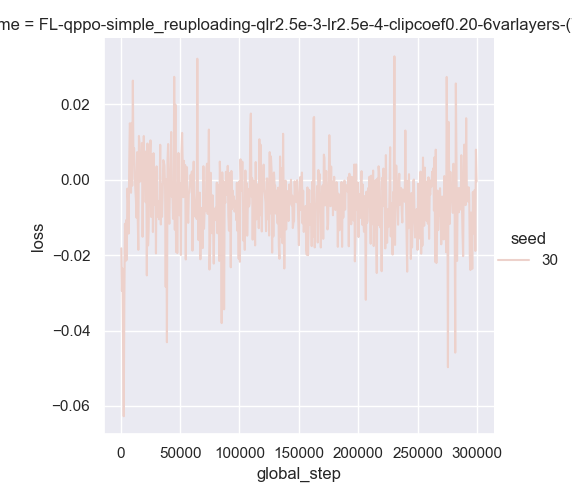 me = FL-qppo-simple_reuploading-qlr2.5e-3-lr2.5e-4-clipcoef0.20-6varlayers-(
0.02
0.00
−0.02
−0.04
−0.06
loss
seed
30
0 50000 100000 150000 200000 250000 300000
global_step